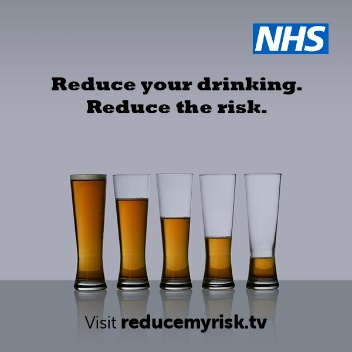 NHS
Reduce your drinking.
Reduce the risk.
Visit reducemyrisk.tv